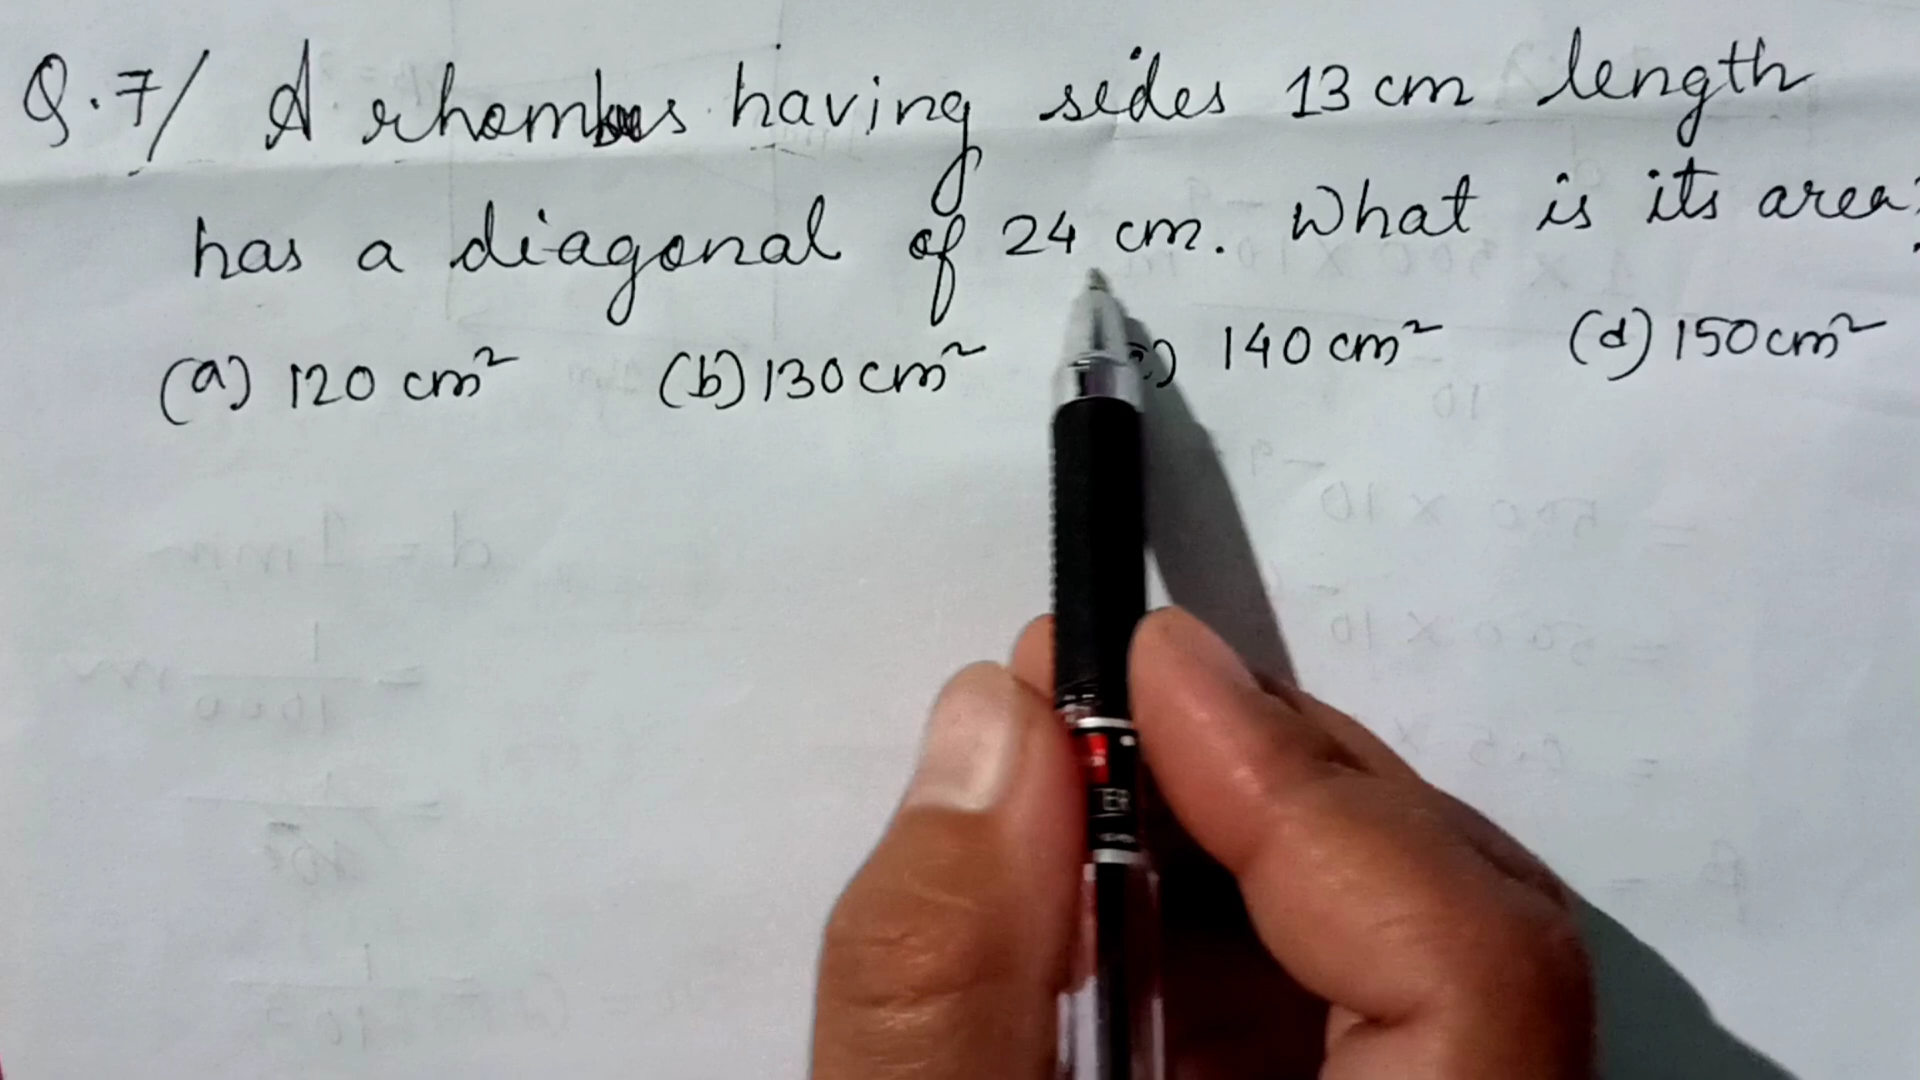 Q.7/ A rhombus having sides 13 cm length
has a diagonal of 24 cm. What is its area?
(a) 120 cm² (b) 130 cm² (c) 140 cm² (d) 150 cm²